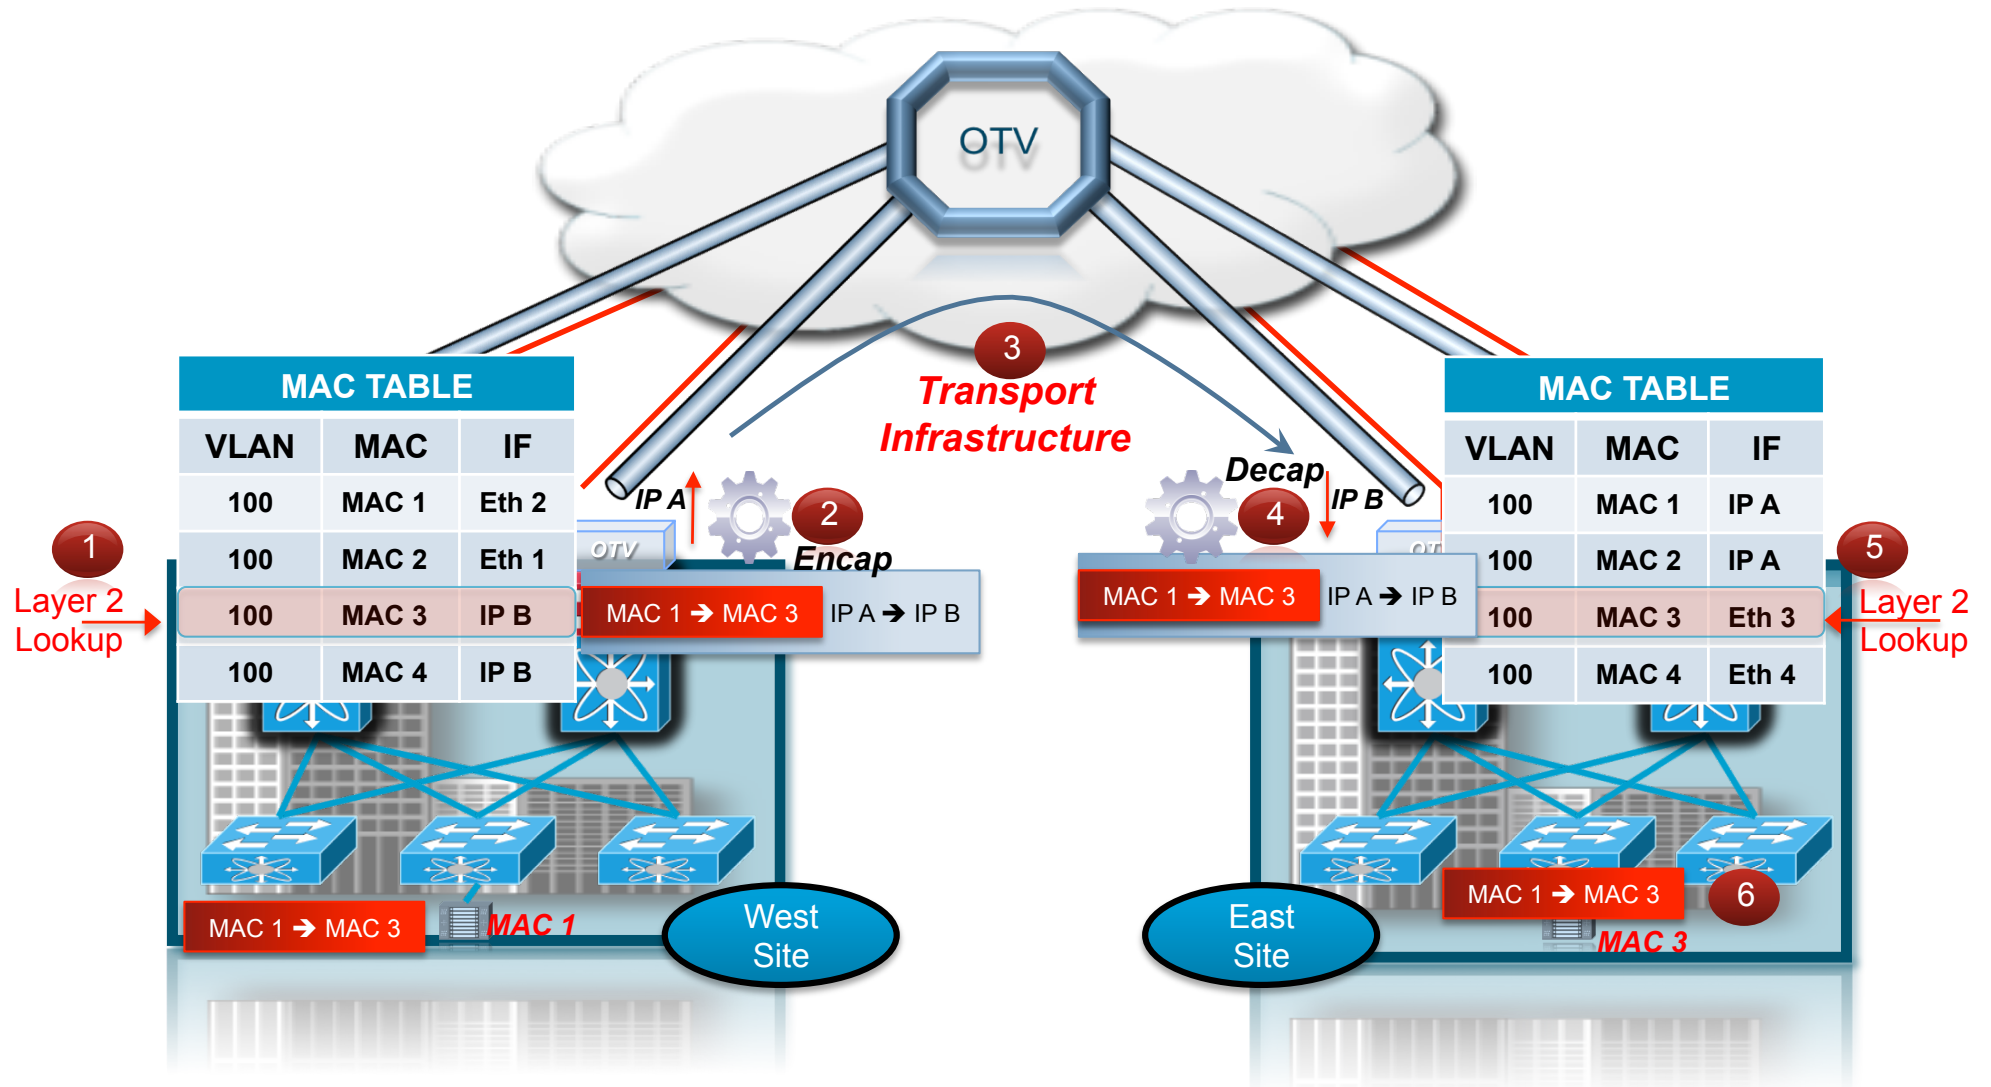 OTV
3
Transport
Infrastructure
MAC TABLE
VLAN MAC IF
100 MAC 1 Eth 2
100 MAC 2 Eth 1
100 MAC 3 IP B
100 MAC 4 IP B
1
Layer 2
Lookup
IP A
2
Encap
OTV
MAC 1 ➔ MAC 3 IP A ➔ IP B
Decap
4
IP B
MAC 1 ➔ MAC 3 IP A ➔ IP B
MAC TABLE
VLAN MAC IF
100 MAC 1 IP A
100 MAC 2 IP A
100 MAC 3 Eth 3
100 MAC 4 Eth 4
5
Layer 2
Lookup
MAC 1 ➔ MAC 3
MAC 1
West
Site
East
Site
MAC 1 ➔ MAC 3
6
MAC 3